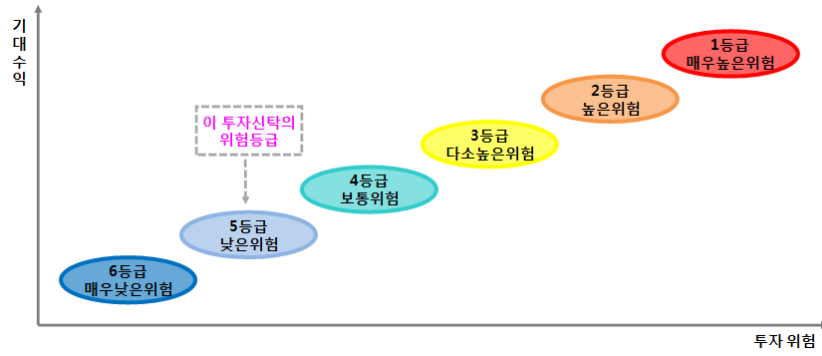 기대수익
1등급
매우높은위험
2등급
높은위험
이 투자신탁의
위험등급
3등급
다소높은위험
4등급
보통위험
5등급
낮은위험
6등급
매우낮은위험
투자 위험